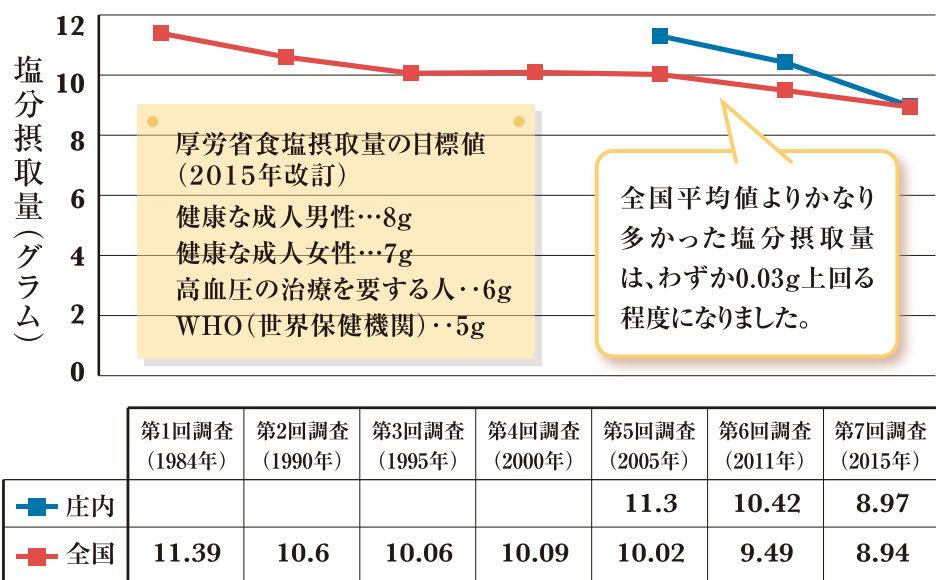 塩分摂取量(グラム)
12
10
8
6
4
2
0
厚労省食塩摂取量の目標値
(2015年改訂)
健康な成人男性…8g
健康な成人女性…7g
高血圧の治療を要する人‥6g
WHO(世界保健機関)‥5g
全国平均値よりかなり
多かった塩分摂取量
は、わずか0.03g上回る
程度になりました。
第1回調査 第2回調査 第3回調査 第4回調査 第5回調査 第6回調査 第7回調査
(1984年) (1990年) (1995年) (2000年) (2005年) (2011年) (2015年)
庄内 11.3 10.42 8.97
全国 11.39 10.6 10.06 10.09 10.02 9.49 8.94